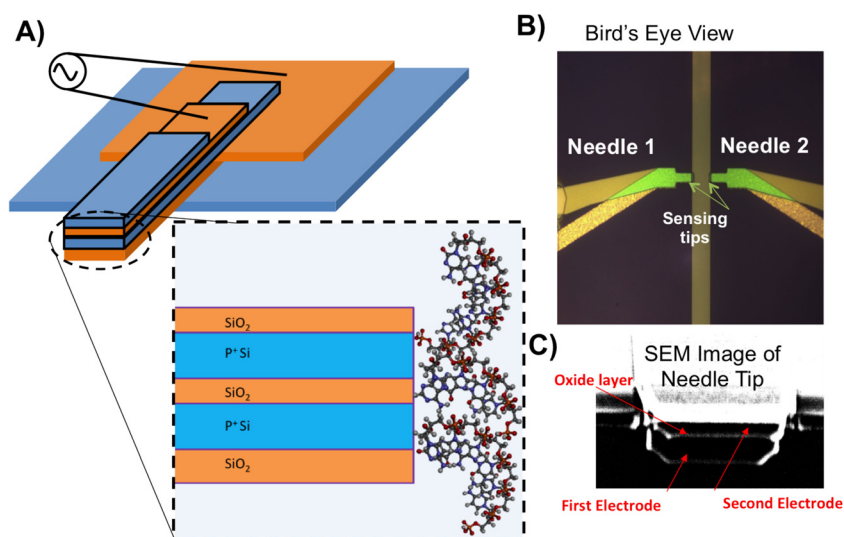 A)
SiO2
P+ Si
SiO2
P+ Si
SiO2
B)
Bird's Eye View
Needle 1
Needle 2
Sensing
tips
C)
SEM Image of
Needle Tip
Oxide layer
First Electrode
Second Electrode